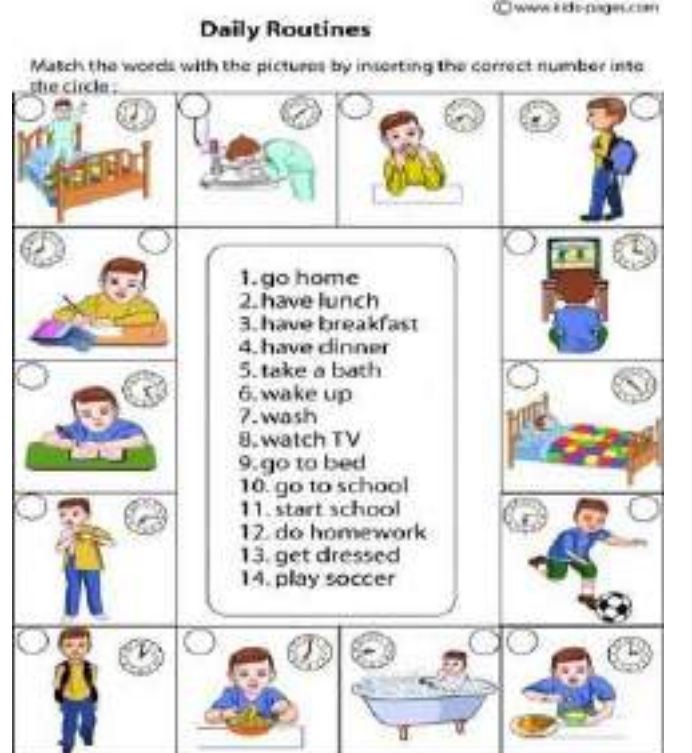 ©www.kids-pages.com
Daily Routines
Match the words with the pictures by inserting the correct number into
the circle :
1. go home
2. have lunch
3. have breakfast
4. have dinner
5. take a bath
6. wake up
7. wash
8. watch TV
9. go to bed
10. go to school
11. start school
12. do homework
13. get dressed
14. play soccer